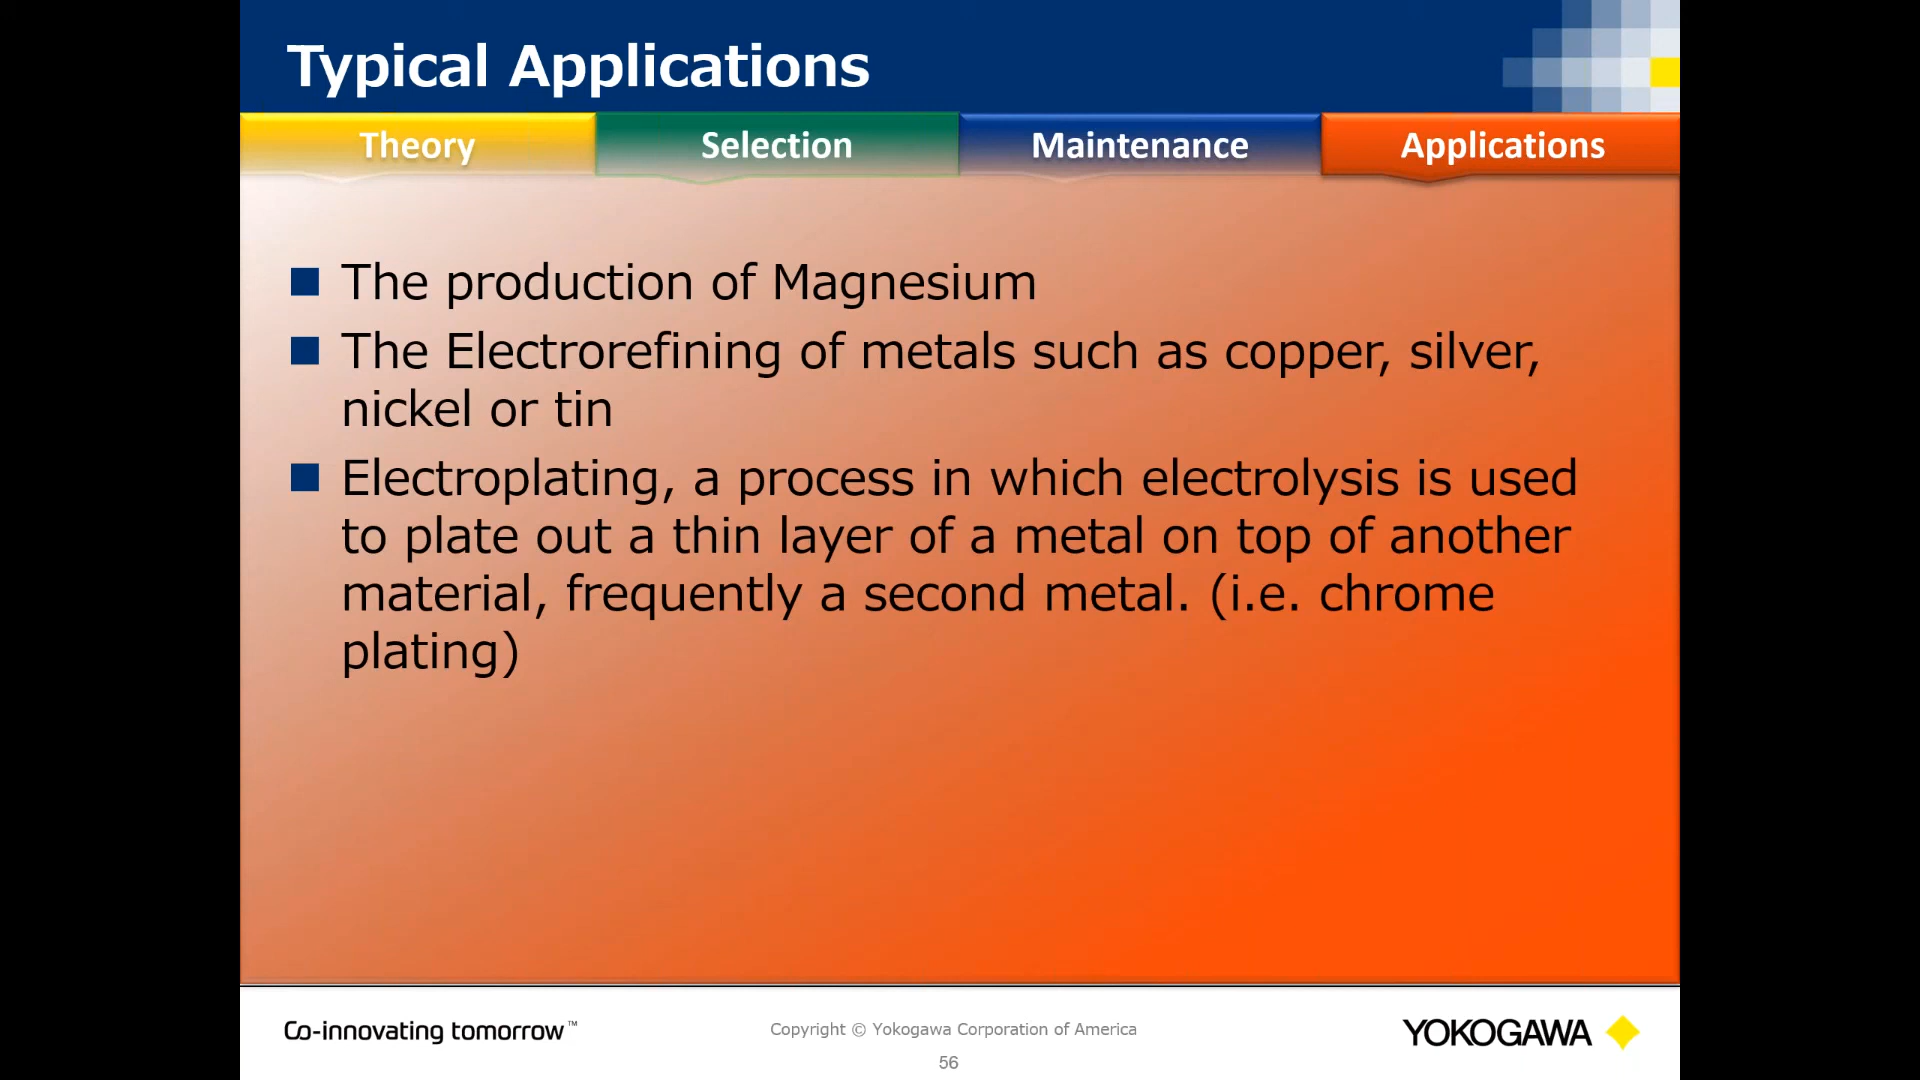 Typical Applications
Theory
Selection
Maintenance
Applications
The production of Magnesium
The Electrorefining of metals such as copper, silver,
nickel or tin
Electroplating, a process in which electrolysis is used
to plate out a thin layer of a metal on top of another
material, frequently a second metal. (i.e. chrome
plating)
Co-innovating tomorrow™
Copyright © Yokogawa Corporation of America
YOKOGAWA
56